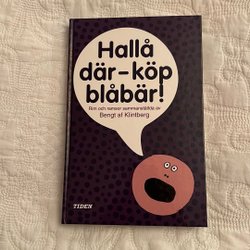 Hallå
där-köp
blåbär!
Rim och ramsor sammanställda av
Bengt af Klintberg
TIDEN